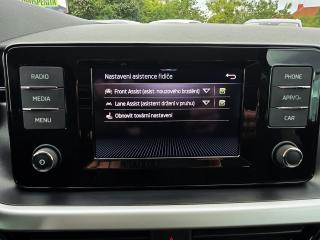 Nastavení asistence řidiče
RADIO
MEDIA
MENU
Front Assist (asist. nouzového brzdění)
Lane Assist (asistent držení v pruhu)
Obnovit tovární nastavení
PHONE
APP/
CAR